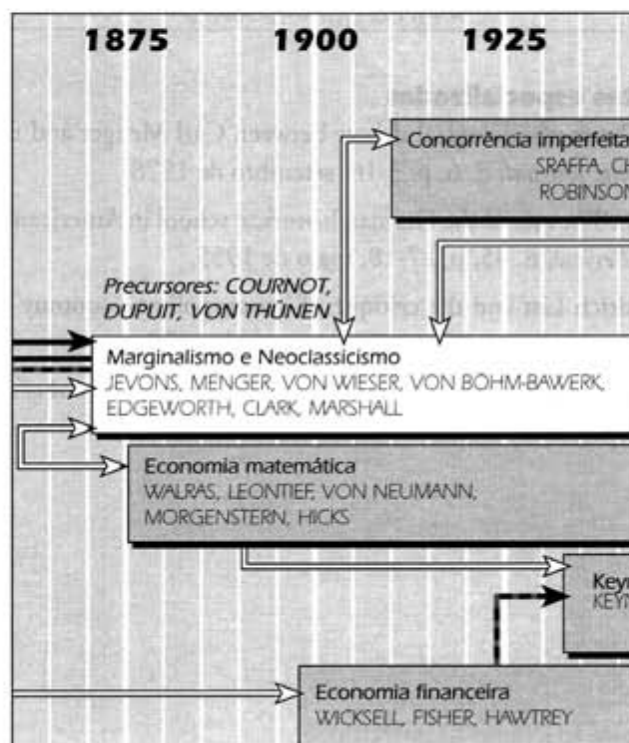 1875 1900 1925
Concorrência imperfeita
SRAFFA,
ROBINSON
Precursores: COURNOT,
DUPUIT, VON THÜNEN
Marginalismo e Neoclassicismo
JEVONS, MENGER, VON WIESER, VON BÖHM-BAWERK,
EDGEWORTH, CLARK, MARSHALL
Economia matemática
WALRAS, LEONTIEF, VON NEUMANN,
MORGENSTERN, HICKS
Economia financeira
WICKSELL, FISHER, HAWTREY